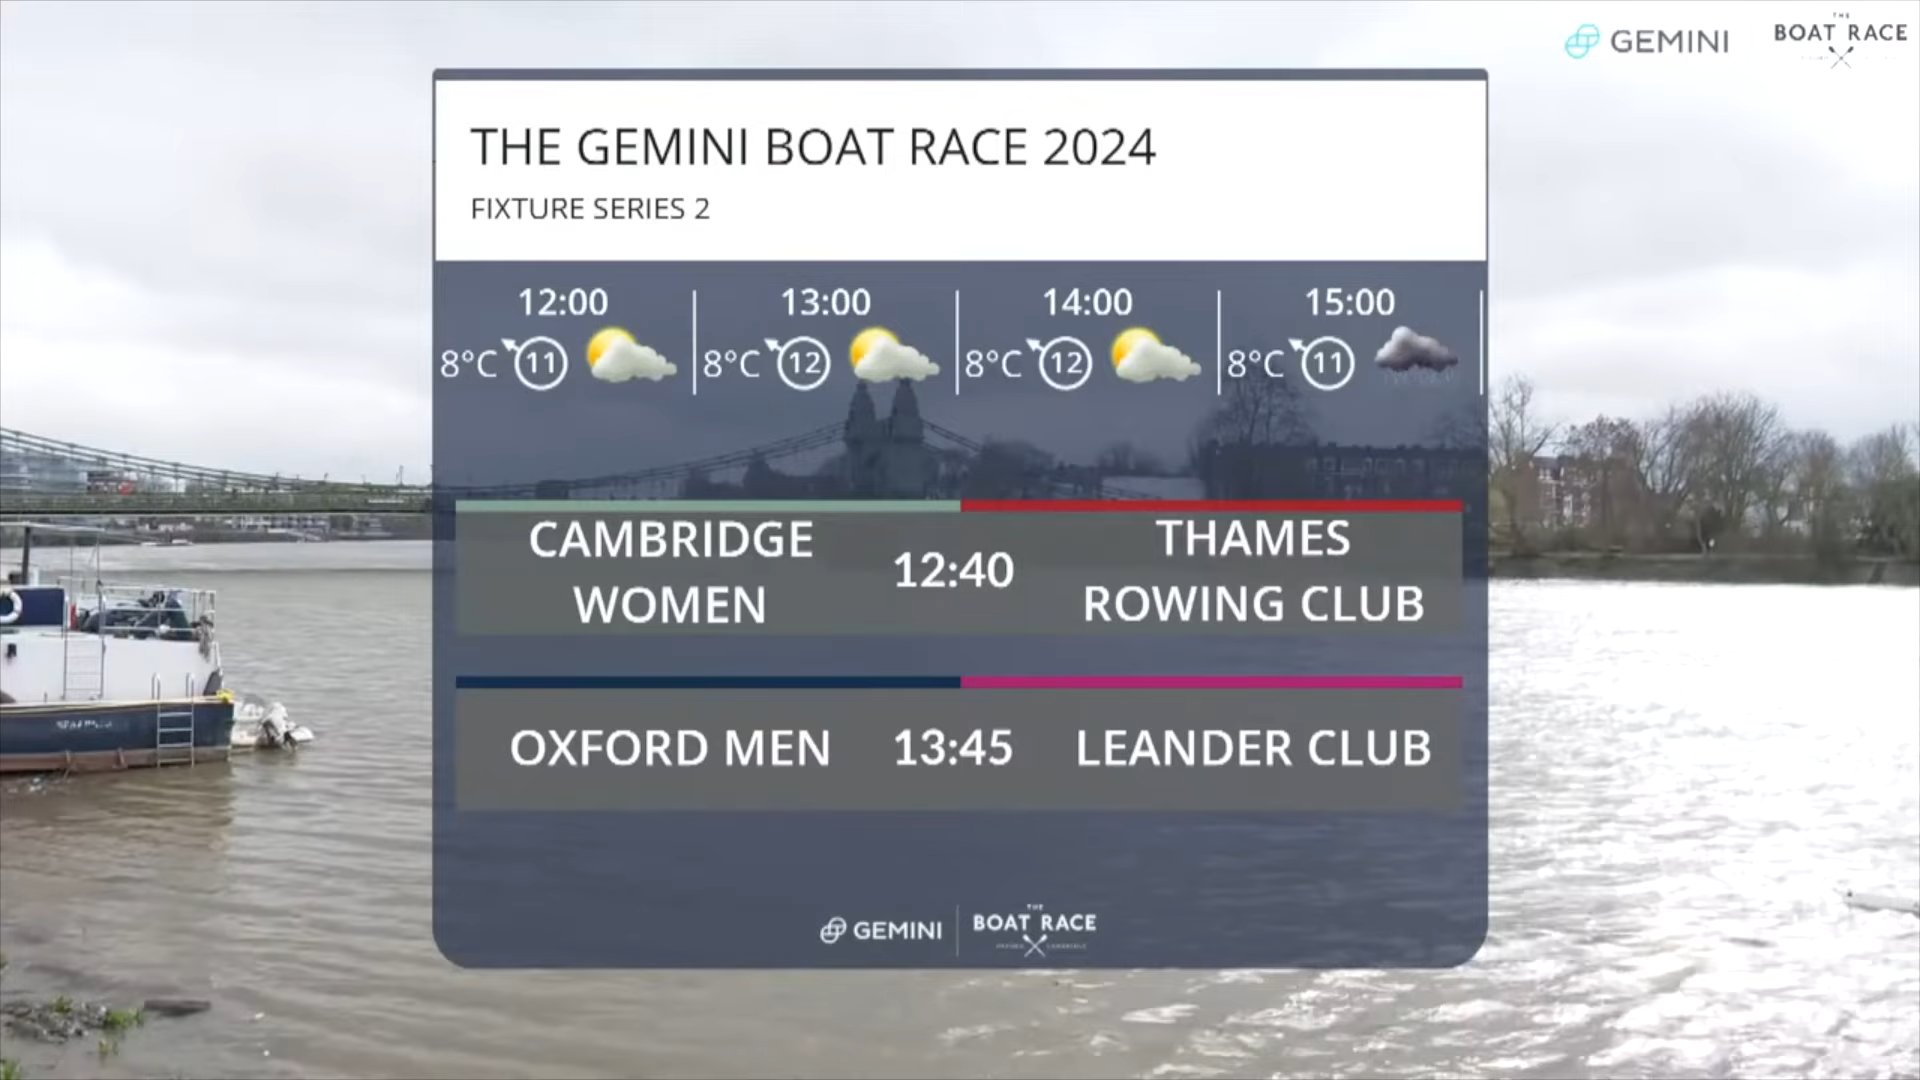 GEMINI
THE
BOAT RACE
THE GEMINI BOAT RACE 2024
FIXTURE SERIES 2
12:00
13:00
14:00
15:00
8°C 11
8°C 12
8°C 12
8°C 11
CAMBRIDGE
WOMEN
12:40
THAMES
ROWING CLUB
OXFORD MEN
13:45
LEANDER CLUB
GEMINI
THE
BOAT RACE